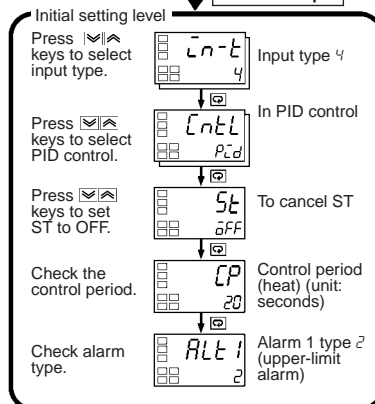 Initial setting level
Press
keys to select
input type.
in-t
4
Input type 4
Press
keys to select
PID control.
CntL
Pid
In PID control
Press
keys to set
ST to OFF.
St
oFF
To cancel ST
Check the
control period.
CP
20
Control period
(heat) (unit:
seconds)
Check alarm
type.
ALt1
2
Alarm 1 type 2
(upper-limit
alarm)